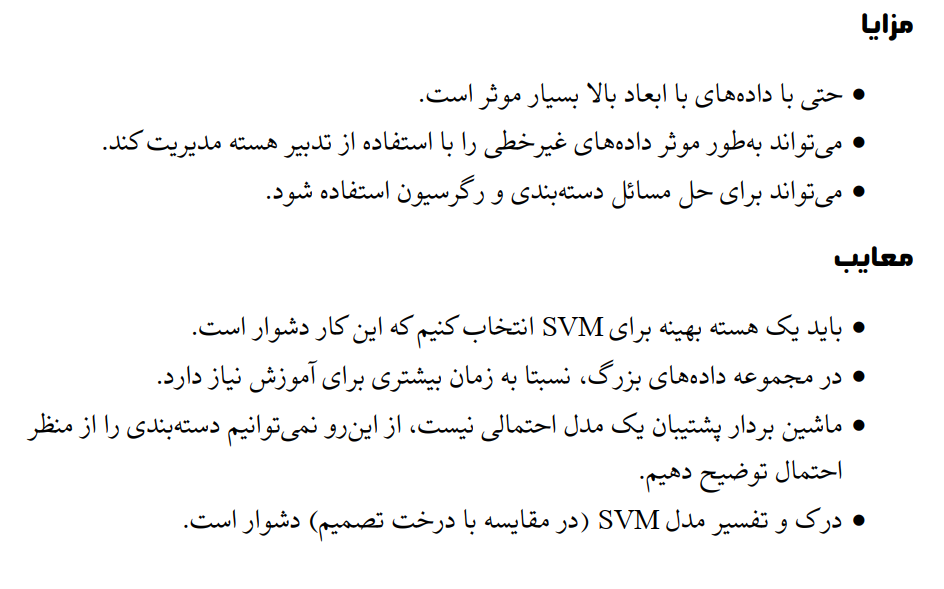 مزایا
● حتی با داده‌های با ابعاد بالا بسیار موثر است.
● می‌تواند به‌طور موثر داده‌های غیرخطی را با استفاده از تدبیر هسته مدیریت کند.
● می‌تواند برای حل مسائل دسته‌بندی و رگرسیون استفاده شود.
معایب
● باید یک هسته بهینه برای SVM انتخاب کنیم که این کار دشوار است.
● در مجموعه داده‌های بزرگ، نسبتا به زمان بیشتری برای آموزش نیاز دارد.
● ماشین بردار پشتیبان یک مدل احتمالی نیست، از این‌رو نمی‌توانیم دسته‌بندی را از منظر
احتمال توضیح دهیم.
● درک و تفسیر مدل SVM (در مقایسه با درخت تصمیم) دشوار است.